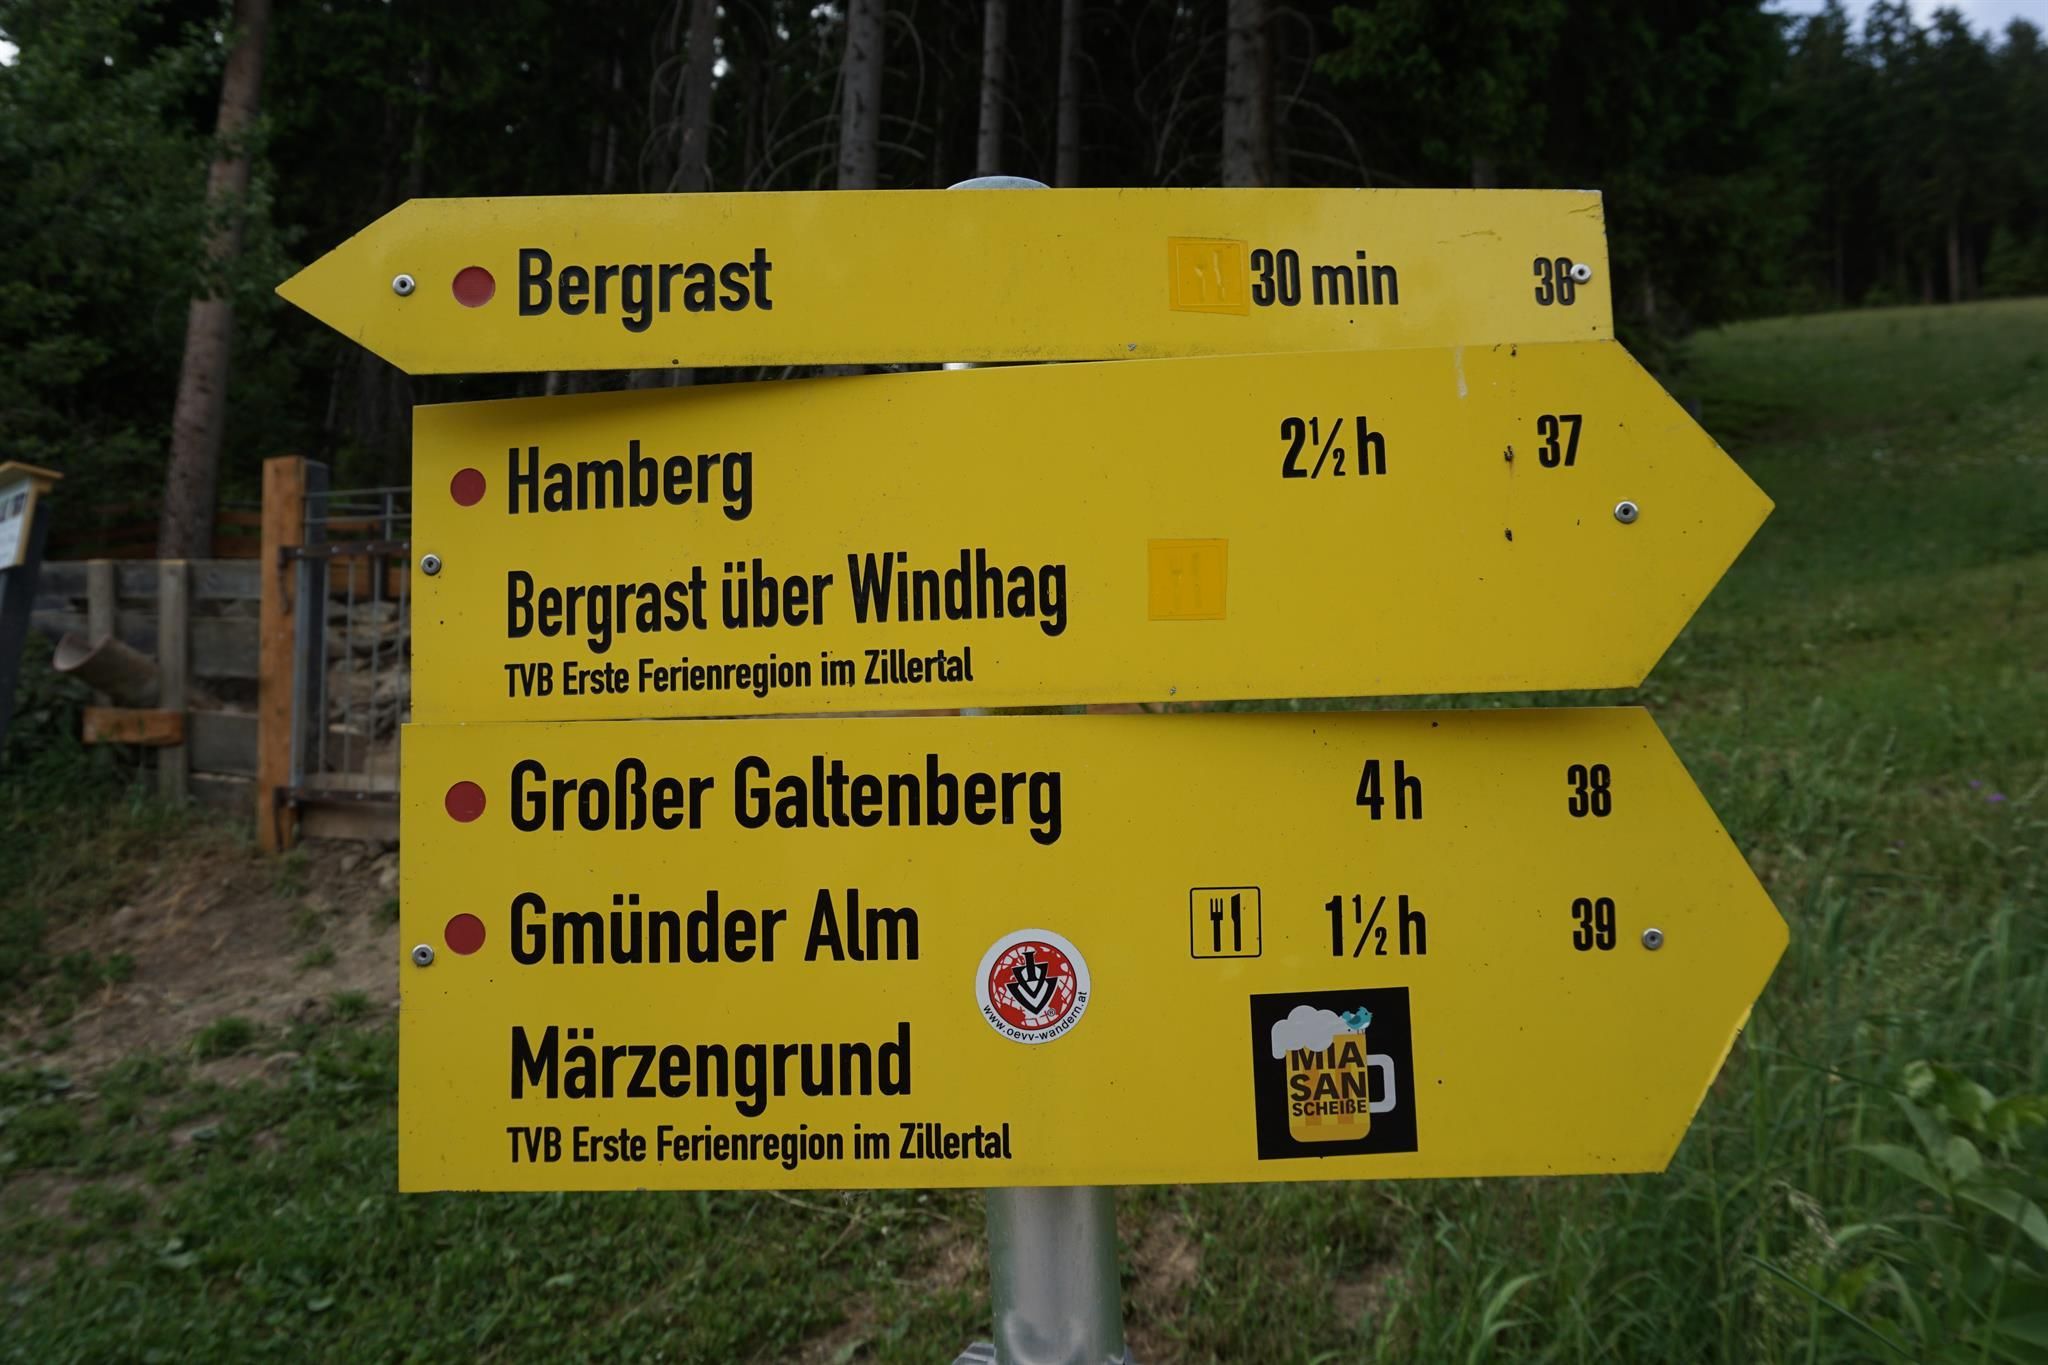 Bergrast 30 min 36
Hamberg 2½ h 37
Bergrast über Windhag
TVB Erste Ferienregion im Zillertal
Großer Galtenberg 4 h 38
Gmünder Alm 1½ h 39
www.oevv-wandern.at
Märzengrund
MIA
SAN
SCHEIßE
TVB Erste Ferienregion im Zillertal